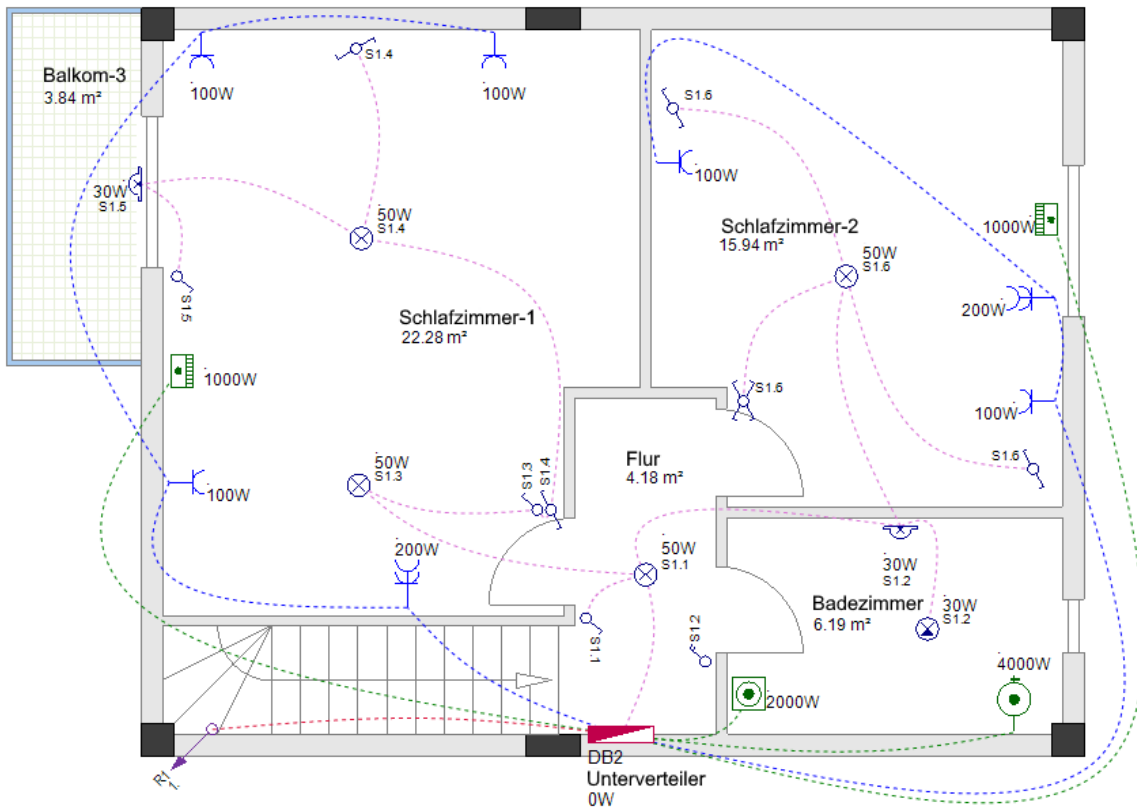 S1.4
Balkom-3
3.84 m²
100W
100W
S1.6
100W
30W
S1.5
50W
S1.4
Schlafzimmer-2
15.94 m²
1000W
50W
S1.6
S1.5
200W
Schlafzimmer-1
22.28 m²
1000W
S1.6
100W
Flur
4.18 m²
S1.6
50W
S1.3
S1.3
S1.4
100W
200W
50W
S1.1
30W
S1.2
Badezimmer
6.19 m²
30W
S1.2
S1.1
S1.2
2000W
4000W
DB2
Unterverteiler
0W
R1
1.